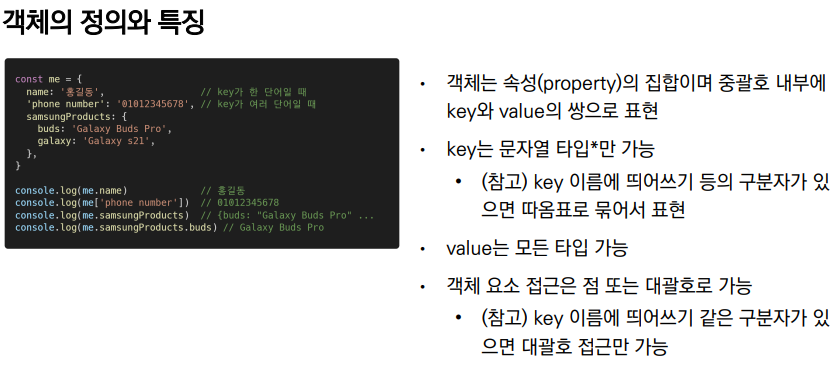 객체의 정의와 특징
const me = {
  name: '홍길동',                // key가 한 단어일 때
  'phone number': '01012345678', // key가 여러 단어일 때
  samsungProducts: {
    buds: 'Galaxy Buds Pro',
    galaxy: 'Galaxy s21',
  },
}
console.log(me.name)            // 홍길동
console.log(me['phone number'])  // 01012345678
console.log(me.samsungProducts)  // {buds: "Galaxy Buds Pro" ...
console.log(me.samsungProducts.buds) // Galaxy Buds Pro
• 객체는 속성(property)의 집합이며 중괄호 내부에
key와 value의 쌍으로 표현
• key는 문자열 타입*만 가능
• (참고) key 이름에 띄어쓰기 등의 구분자가 있
으면 따옴표로 묶어서 표현
• value는 모든 타입 가능
• 객체 요소 접근은 점 또는 대괄호로 가능
• (참고) key 이름에 띄어쓰기 같은 구분자가 있
으면 대괄호 접근만 가능